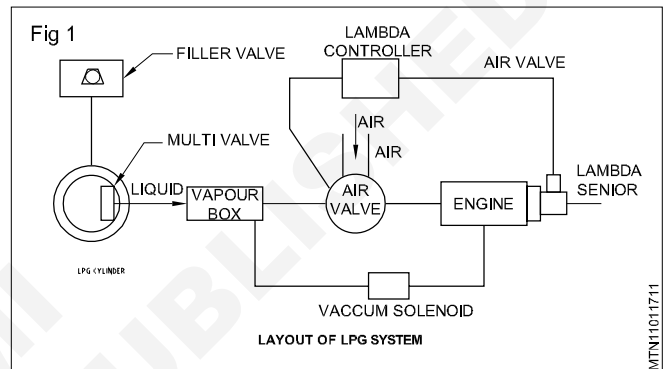 Fig 1
FILLER VALVE
LAMBDA
CONTROLLER
AIR VALVE
MULTI VALVE
AIR
AIR
LIQUID
VAPOUR
BOX
AIR
VALVE
ENGINE
LAMBDA
SENIOR
LPG CYLINDER
VACCUM SOLENOID
LAYOUT OF LPG SYSTEM
MTN11011711